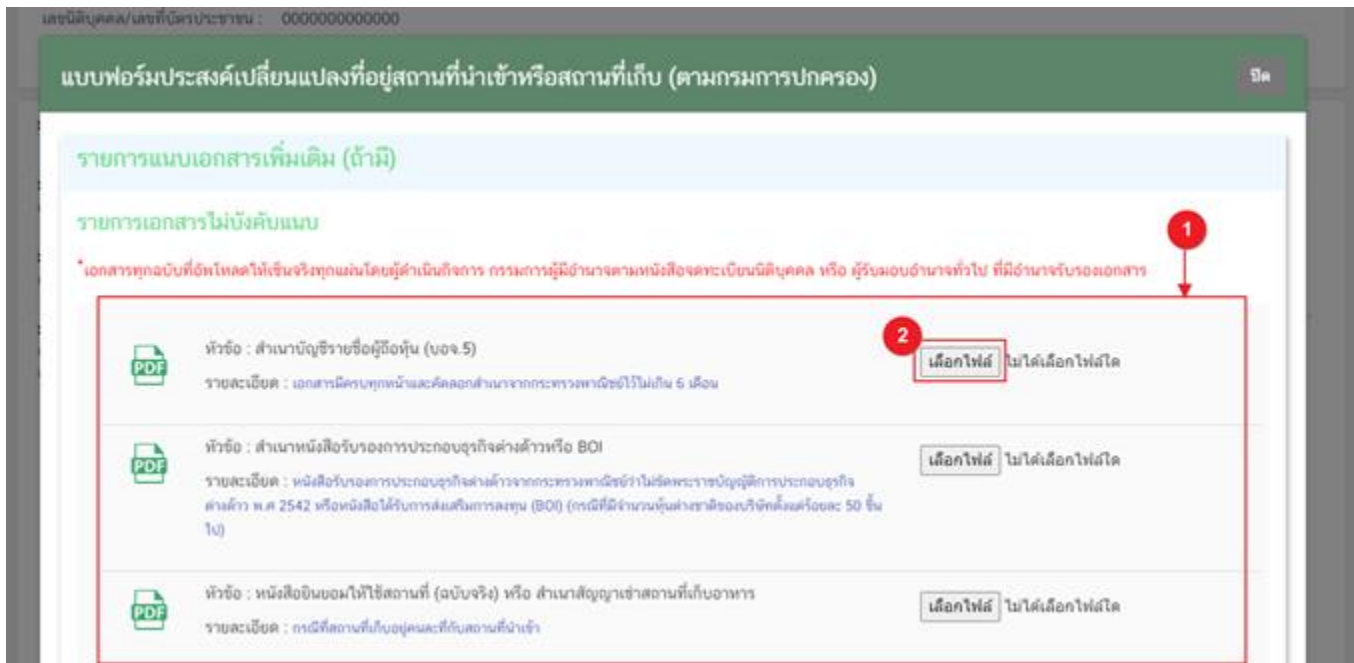 เลขนิติบุคคล/เลขที่บัตรประชาชน : 0000000000000
แบบฟอร์มประสงค์เปลี่ยนแปลงที่อยู่สถานที่นำเข้าหรือสถานที่เก็บ (ตามกรมการปกครอง)
ปิด
รายการแนบเอกสารเพิ่มเติม (ถ้ามี)
รายการเอกสารไม่บังคับแนบ
1
*เอกสารทุกฉบับที่อัพโหลดให้เซ็นจริงทุกแผ่นโดยผู้ดำเนินกิจการ กรรมการผู้มีอำนาจตามหนังสือจดทะเบียนนิติบุคคล หรือ ผู้รับมอบอำนาจทั่วไป ที่มีอำนาจรับรองเอกสาร
2
PDF
หัวข้อ : สำเนาบัญชีรายชื่อผู้ถือหุ้น (บอจ.5)
เลือกไฟล์ ไม่ได้เลือกไฟล์ใด
รายละเอียด : เอกสารมีครบทุกหน้าและคัดลอกสำเนาจากกระทรวงพาณิชย์ไว้ไม่เกิน 6 เดือน
PDF
หัวข้อ : สำเนาหนังสือรับรองการประกอบธุรกิจต่างด้าวหรือ BOI
เลือกไฟล์ ไม่ได้เลือกไฟล์ใด
รายละเอียด : หนังสือรับรองการประกอบธุรกิจต่างด้าวจากกระทรวงพาณิชย์ว่าไม่ขัดพระราชบัญญัติการประกอบธุรกิจ
ต่างด้าว พ.ศ 2542 หรือหนังสือได้รับการส่งเสริมการลงทุน (BOI) (กรณีที่มีจำนวนหุ้นต่างชาติของบริษัทตั้งแต่ร้อยละ 50 ขึ้น
ไป)
PDF
หัวข้อ : หนังสือยินยอมให้ใช้สถานที่ (ฉบับจริง) หรือ สำเนาสัญญาเช่าสถานที่เก็บอาหาร
เลือกไฟล์ ไม่ได้เลือกไฟล์ใด
รายละเอียด : กรณีที่สถานที่เก็บอยู่คนละที่กับสถานที่นำเข้า